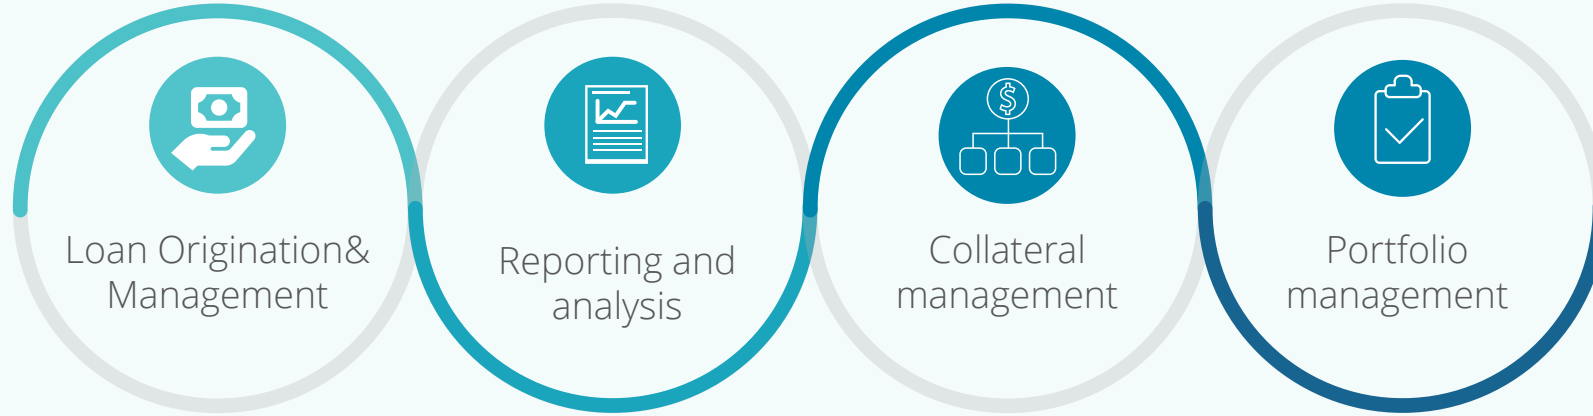 Loan Origination&
Management
Reporting and
analysis
$
Collateral
management
Portfolio
management